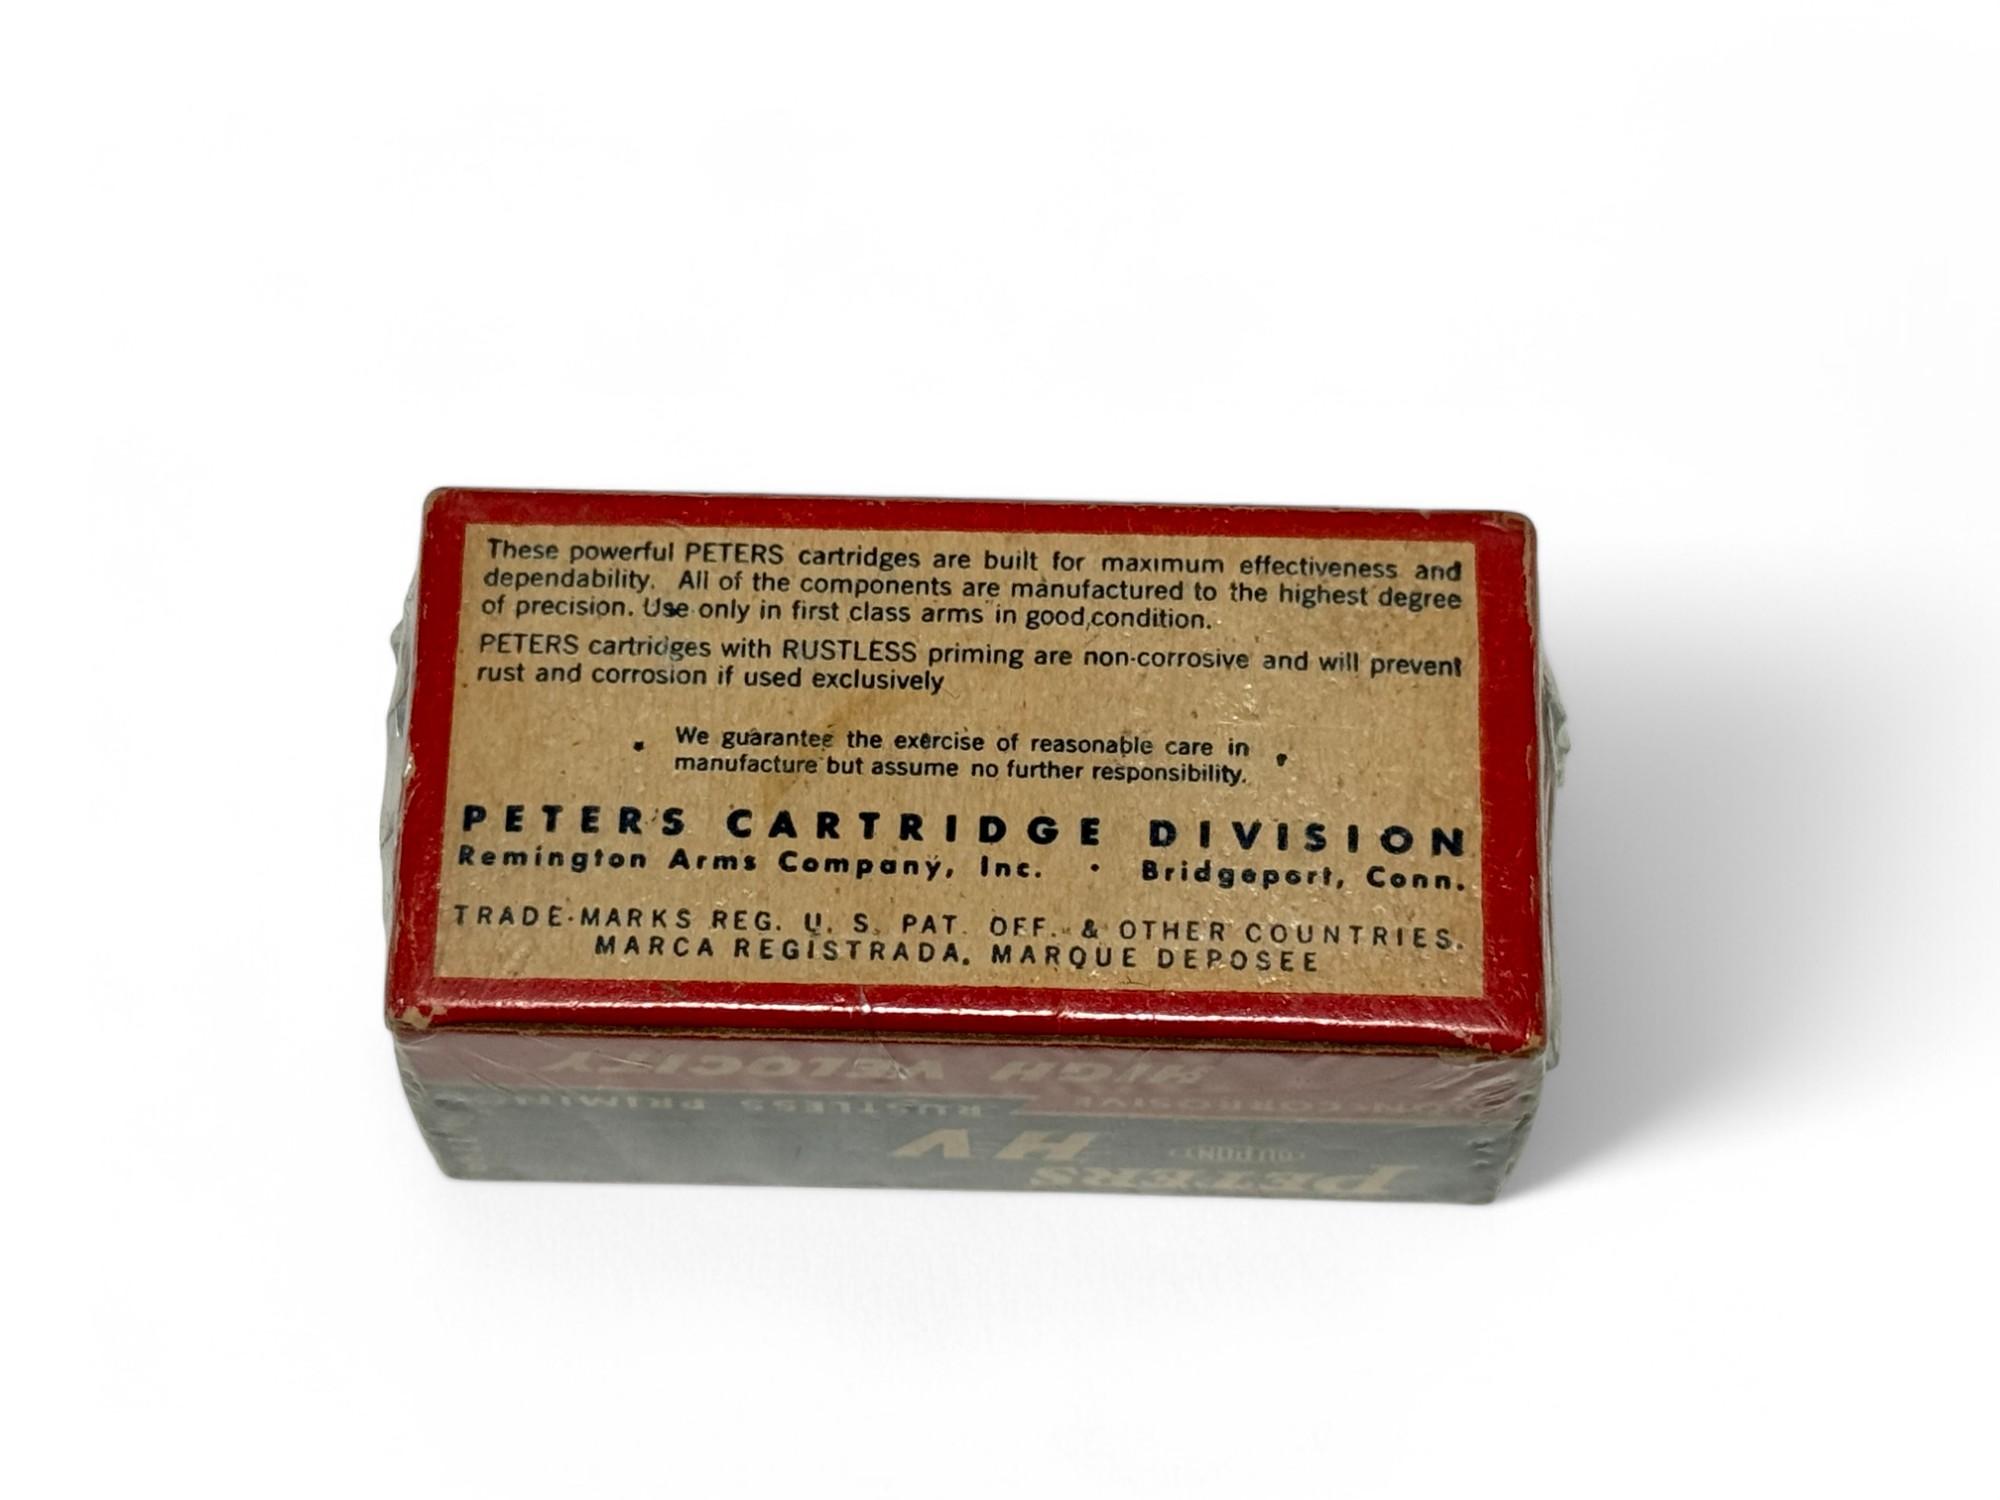 These powerful PETERS cartridges are built for maximum effectiveness and
dependability. All of the components are manufactured to the highest degree
of precision. Use only in first class arms in good condition.
PETERS cartridges with RUSTLESS priming are non-corrosive and will prevent
rust and corrosion if used exclusively
We guarantee the exercise of reasonable care in
manufacture but assume no further responsibility.
PETERS CARTRIDGE DIVISION
Remington Arms Company, Inc. • Bridgeport, Conn.
TRADE-MARKS REG. U. S. PAT. OFF. & OTHER COUNTRIES.
MARCA REGISTRADA. MARQUE DEPOSEE
HIGH VELOCITY
RUSTLESS PRIMING
HV
DUPONT
PETERS